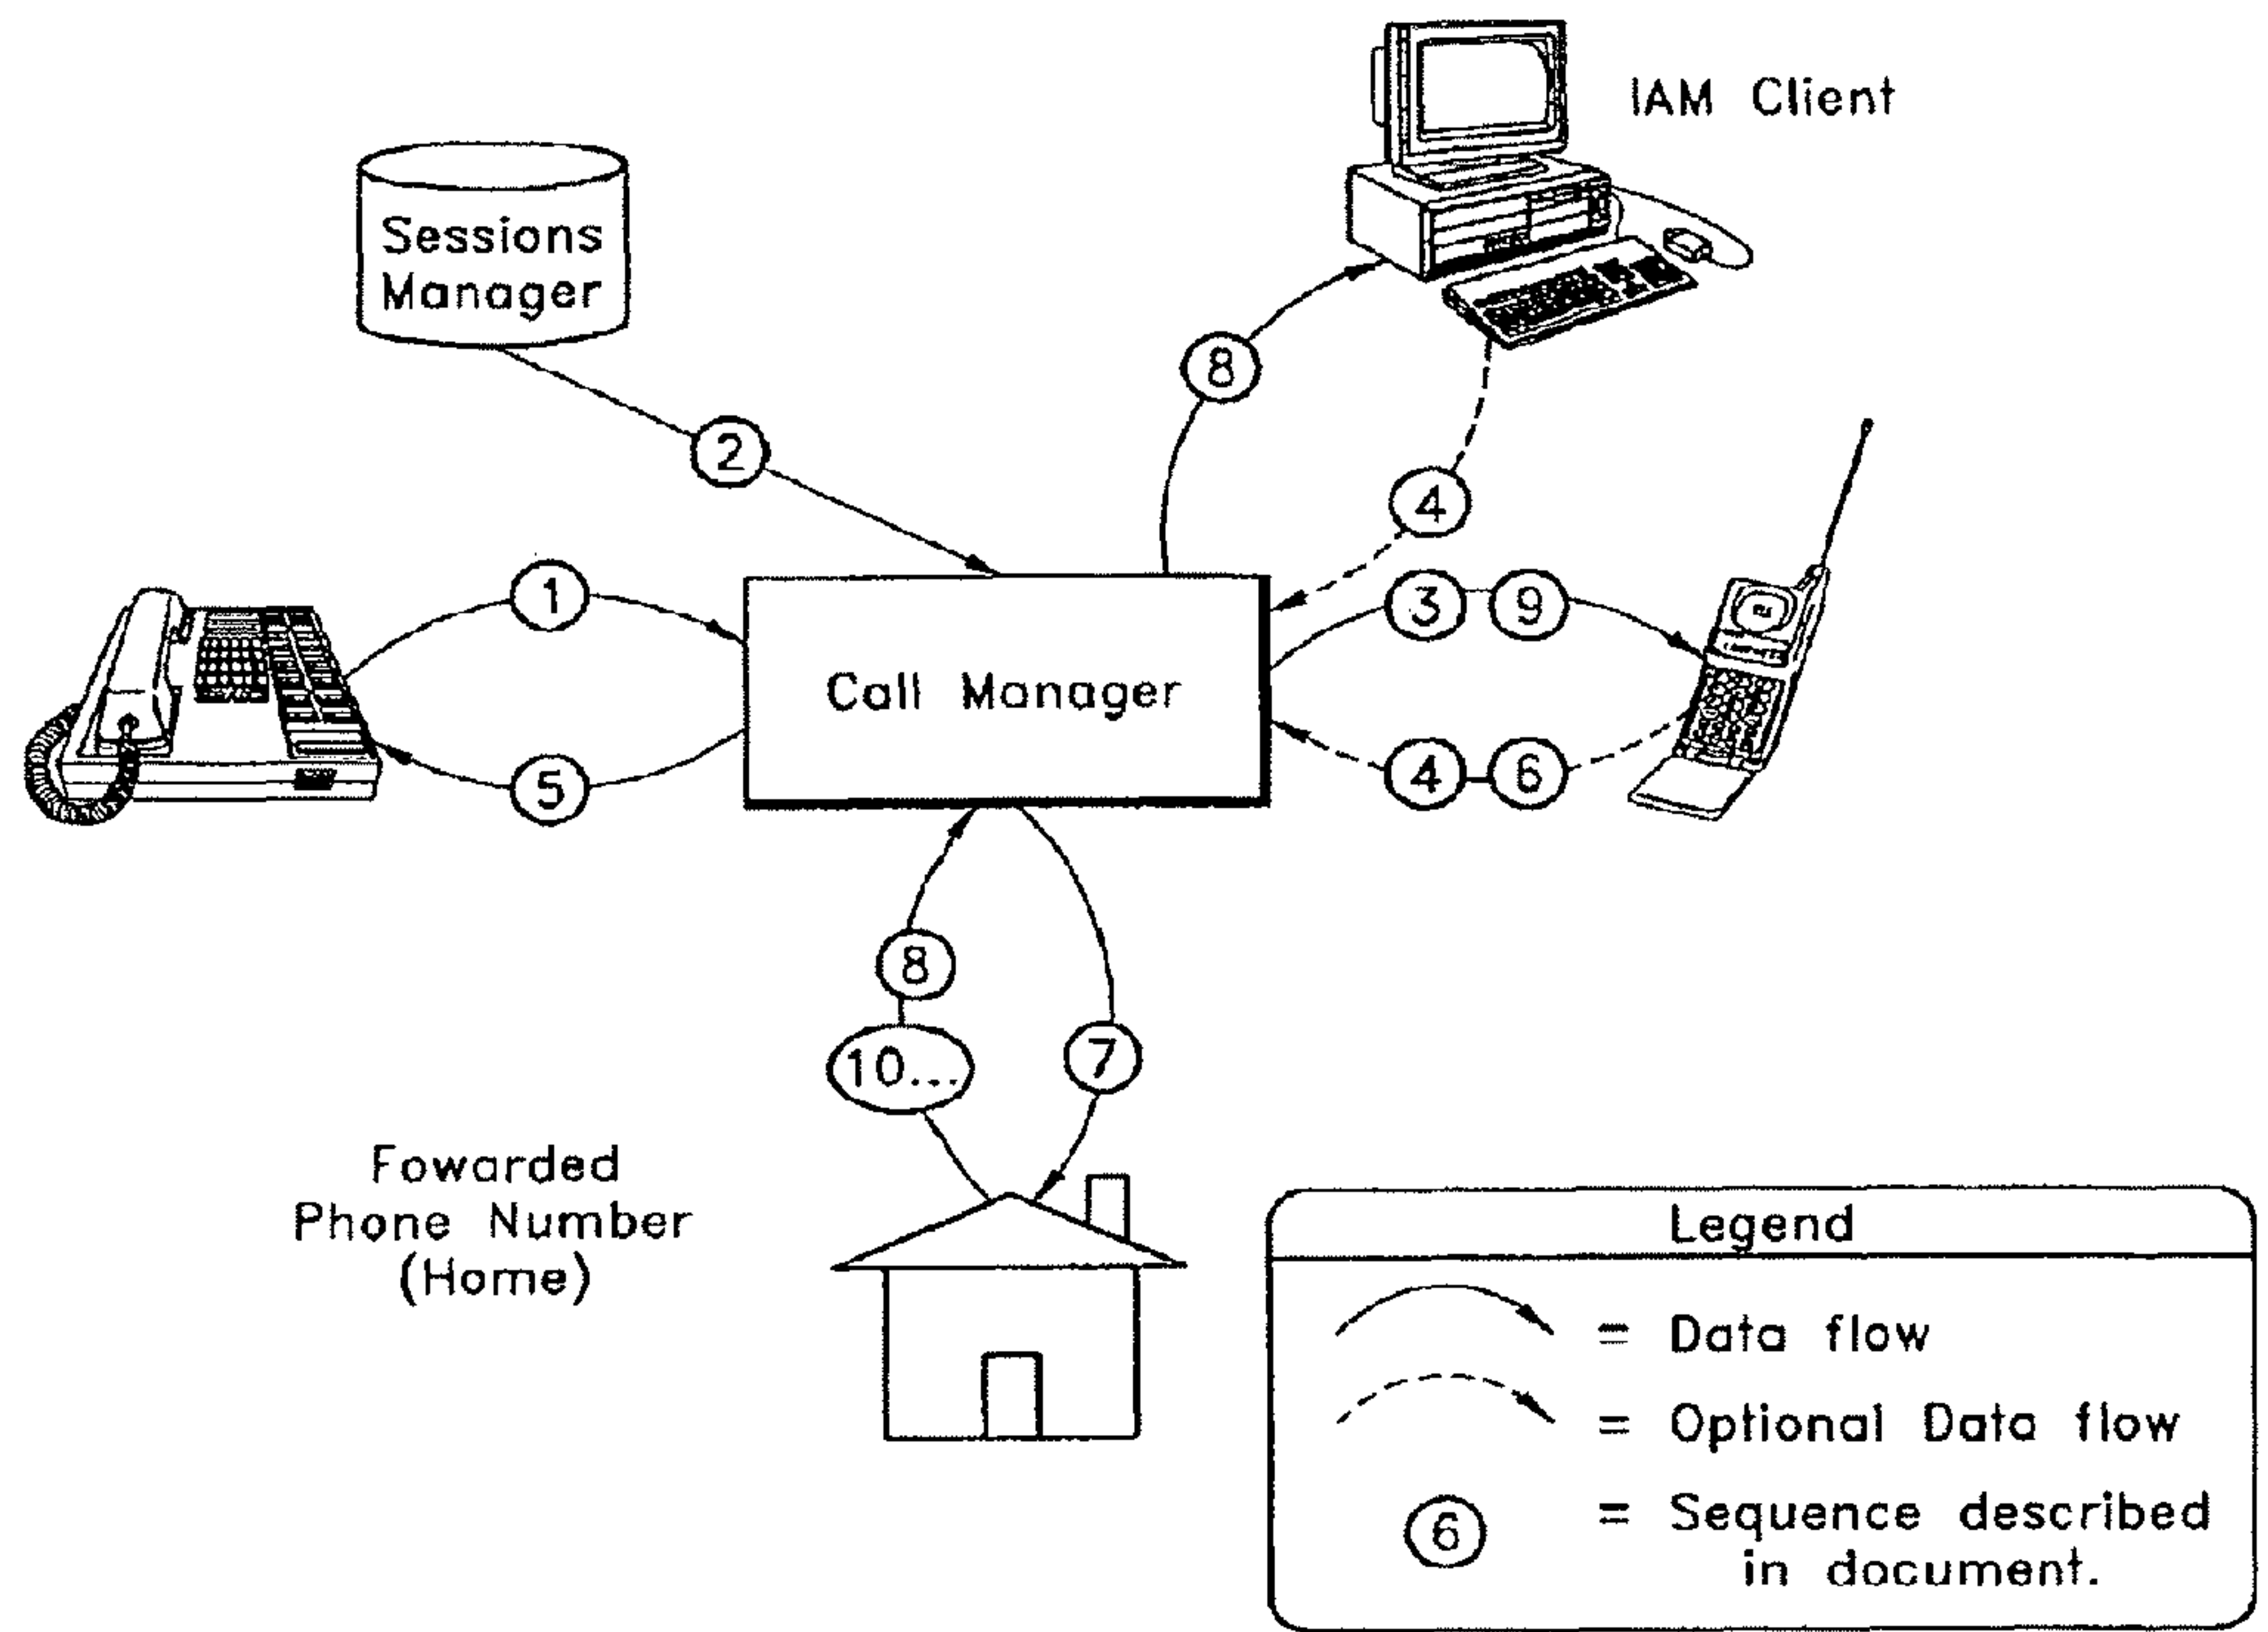 IAM Client
Sessions
Manager
8
2
4
1
3
9
Call Manager
5
4
6
8
10...
7
Fowarded
Phone Number
(Home)
Legend
= Data flow
= Optional Data flow
6
= Sequence described
in document.